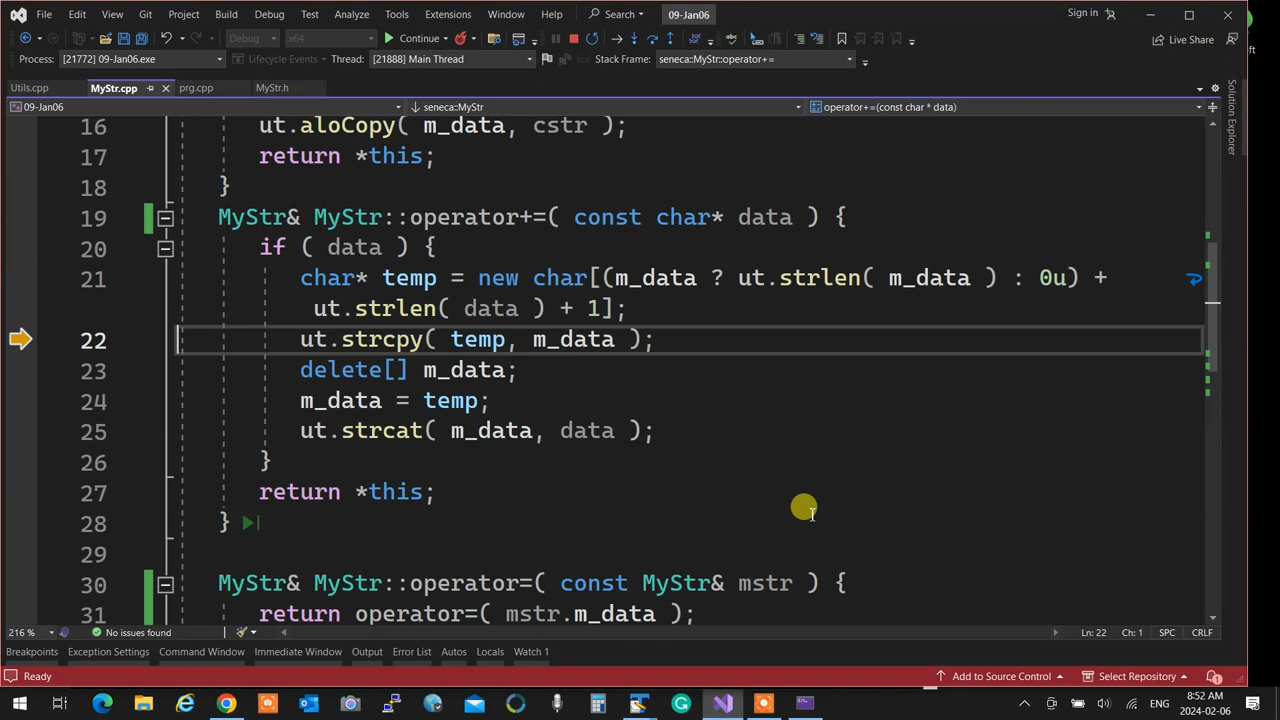 File Edit View Git Project Build Debug Test Analyze Tools Extensions Window Help Search 09-Jan06 Sign in
Debug x64 Continue Live Share
Process: [21772] 09-Jan06.exe Lifecycle Events Thread: [21888] Main Thread Stack Frame: seneca::MyStr::operator+=
Utils.cpp MyStr.cpp prg.cpp MyStr.h
09-Jan06 seneca::MyStr operator+=(const char * data)
Solution Explorer
16 ut.aloCopy( m_data, cstr );
17 return *this;
18 }
19 MyStr& MyStr::operator+=( const char* data ) {
20 if ( data ) {
21 char* temp = new char[(m_data ? ut.strlen( m_data ) : 0u) +
ut.strlen( data ) + 1];
22 ut.strcpy( temp, m_data );
23 delete[] m_data;
24 m_data = temp;
25 ut.strcat( m_data, data );
26 }
27 return *this;
28 }
29
30 MyStr& MyStr::operator=( const MyStr& mstr ) {
31 return operator=( mstr.m_data );
216 % No issues found Ln: 22 Ch: 1 SPC CRLF
Breakpoints Exception Settings Command Window Immediate Window Output Error List Autos Locals Watch 1
Ready Add to Source Control Select Repository 1
8:52 AM
ENG
2024-02-06